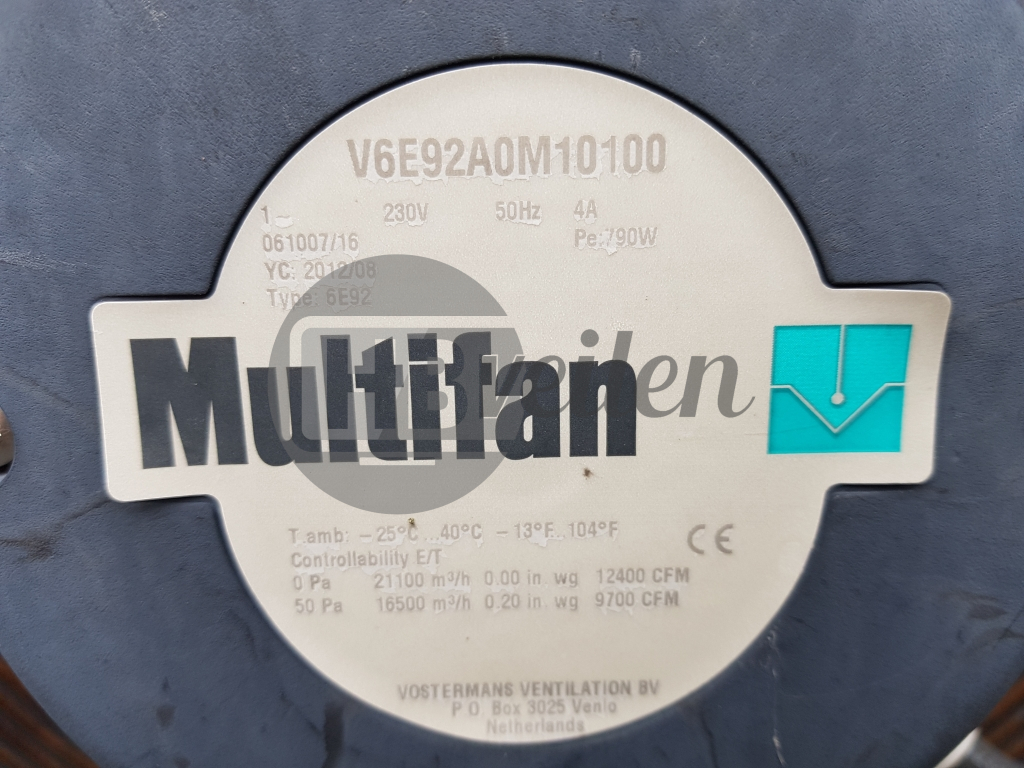 V6E92A0M10100
1~ 230V 50Hz 4A
061007/16 Pe:790W
YC: 2012/08
Type: 6E92
Multifan
veilen
T.amb: -25°C...40°C -13°F...104°F
Controllability E/T
CE
0 Pa 21100 m³/h 0.00 in. wg 12400 CFM
50 Pa 16500 m³/h 0.20 in. wg 9700 CFM
VOSTERMANS VENTILATION BV
P.O. Box 3025 Venlo
Netherlands